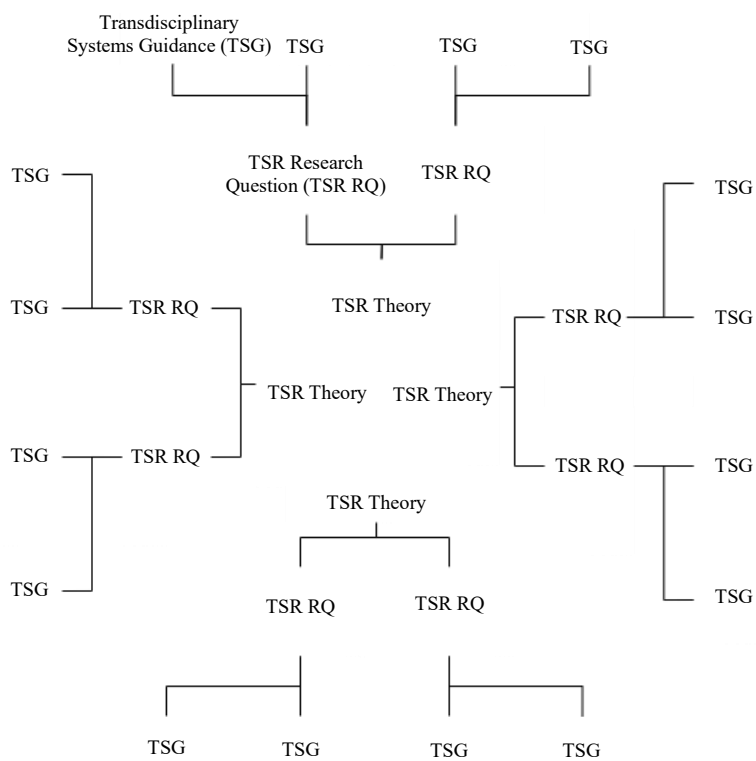 Transdisciplinary
Systems Guidance (TSG)
TSG
TSG
TSG
TSR Research
Question (TSR RQ)
TSR RQ
TSG
TSG
TSR Theory
TSG
TSR RQ
TSR RQ
TSG
TSR Theory
TSR Theory
TSG
TSR RQ
TSR RQ
TSG
TSR Theory
TSG
TSG
TSR RQ
TSR RQ
TSG
TSG
TSG
TSG